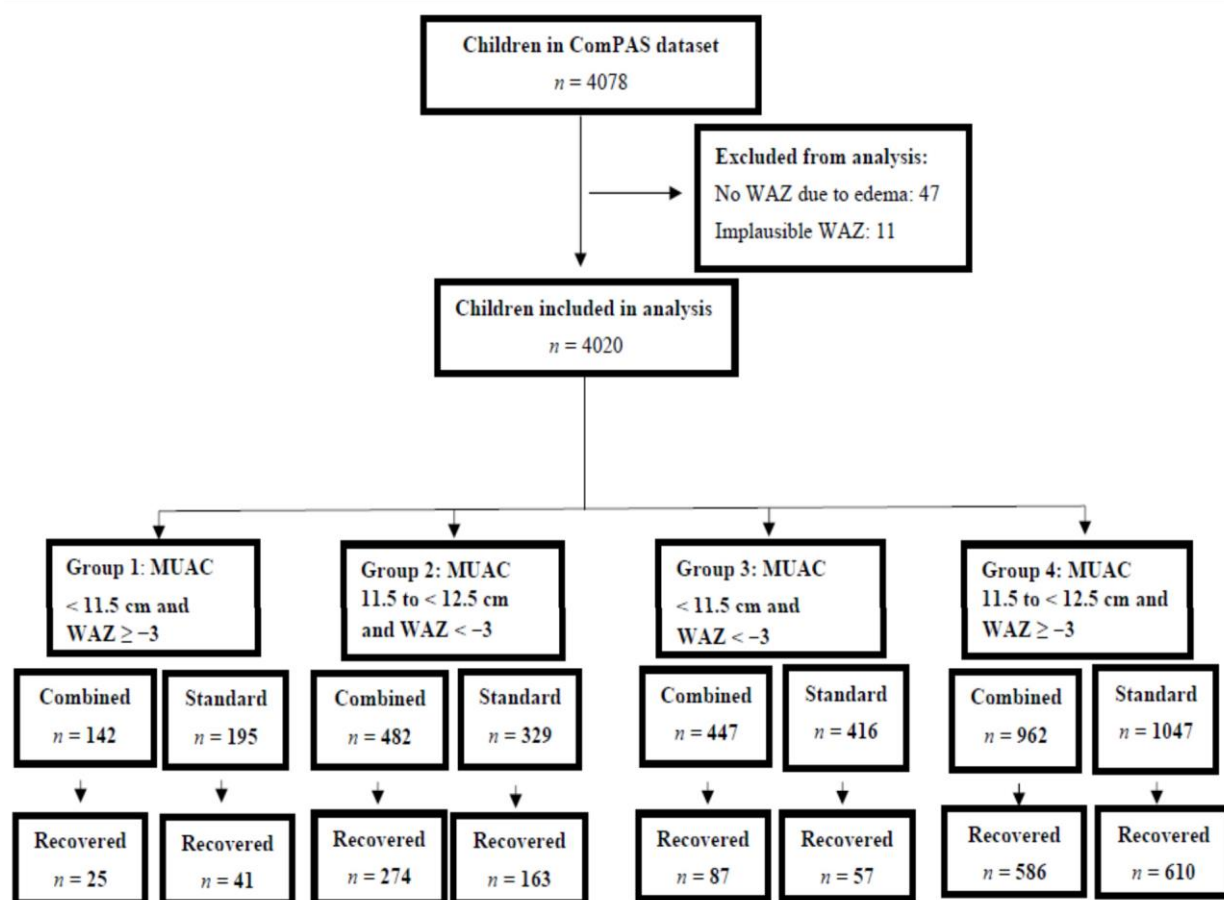 Children in ComPAS dataset
n = 4078
Excluded from analysis:
No WAZ due to edema: 47
Implausible WAZ: 11
Children included in analysis
n = 4020
Group 1: MUAC
< 11.5 cm and
WAZ ≥ −3
Group 2: MUAC
11.5 to < 12.5 cm
and WAZ < −3
Group 3: MUAC
< 11.5 cm and
WAZ < −3
Group 4: MUAC
11.5 to < 12.5 cm and
WAZ ≥ −3
Combined
n = 142
Standard
n = 195
Combined
n = 482
Standard
n = 329
Combined
n = 447
Standard
n = 416
Combined
n = 962
Standard
n = 1047
Recovered
n = 25
Recovered
n = 41
Recovered
n = 274
Recovered
n = 163
Recovered
n = 87
Recovered
n = 57
Recovered
n = 586
Recovered
n = 610